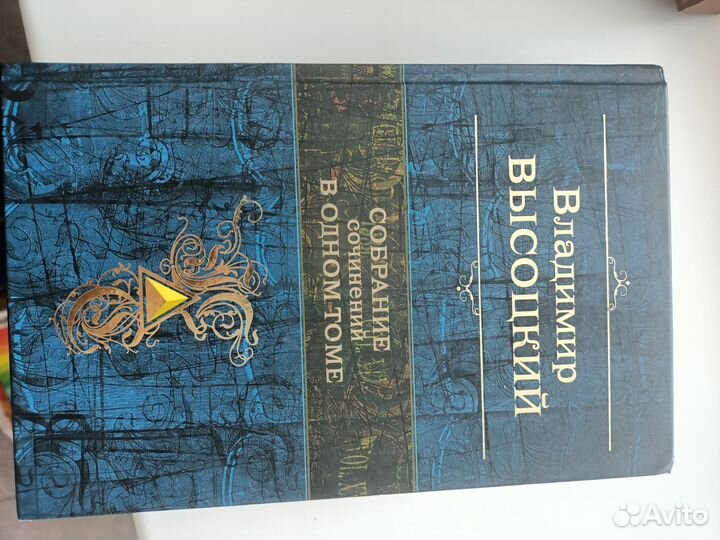 Владимир
ВЫСОЦКИЙ
СОБРАНИЕ
СОЧИНЕНИЙ
В ОДНОМ ТОМЕ
Avito